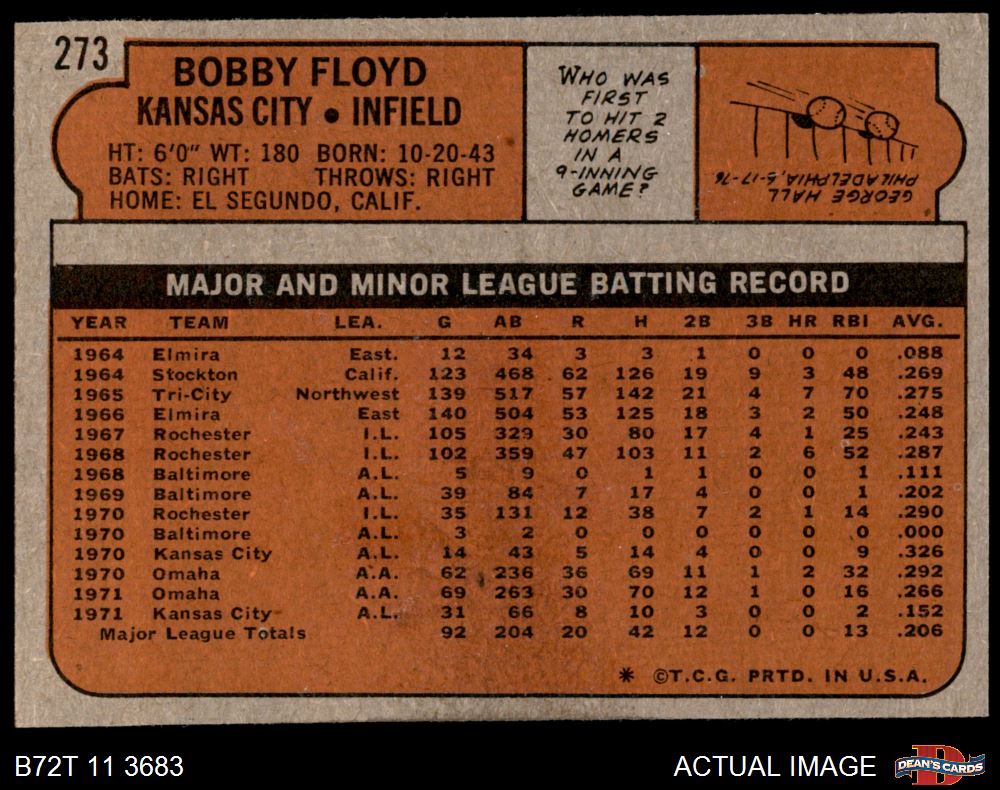 273
BOBBY FLOYD
KANSAS CITY • INFIELD
HT: 6'0" WT: 180 BORN: 10-20-43
BATS: RIGHT THROWS: RIGHT
HOME: EL SEGUNDO, CALIF.
WHO WAS
FIRST
TO HIT 2
HOMERS
IN A
9-INNING
GAME?
GEORGE HALL
PHILADELPHIA, 5-17-76
MAJOR AND MINOR LEAGUE BATTING RECORD
YEAR TEAM LEA. G AB R H 2B 3B HR RBI AVG.
1964 Elmira East. 12 34 3 3 1 0 0 0 .088
1964 Stockton Calif. 123 468 62 126 19 9 3 48 .269
1965 Tri-City Northwest 139 517 57 142 21 4 7 70 .275
1966 Elmira East 140 504 53 125 18 3 2 50 .248
1967 Rochester I.L. 105 329 30 80 17 4 1 25 .243
1968 Rochester I.L. 102 359 47 103 11 2 6 52 .287
1968 Baltimore A.L. 5 9 0 1 1 0 0 1 .111
1969 Baltimore A.L. 39 84 7 17 4 0 0 1 .202
1970 Rochester I.L. 35 131 12 38 7 2 1 14 .290
1970 Baltimore A.L. 3 2 0 0 0 0 0 0 .000
1970 Kansas City A.L. 14 43 5 14 4 0 0 9 .326
1970 Omaha A.A. 62 236 36 69 11 1 2 32 .292
1971 Omaha A.A. 69 263 30 70 12 1 0 16 .266
1971 Kansas City A.L. 31 66 8 10 3 0 0 2 .152
Major League Totals 92 204 20 42 12 0 0 13 .206
* ©T.C.G. PRTD. IN U.S.A.
B72T 11 3683
ACTUAL IMAGE
DEAN'S CARDS